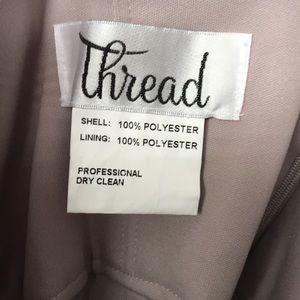 Thread
SHELL: 100% POLYESTER
LINING: 100% POLYESTER
PROFESSIONAL
DRY CLEAN